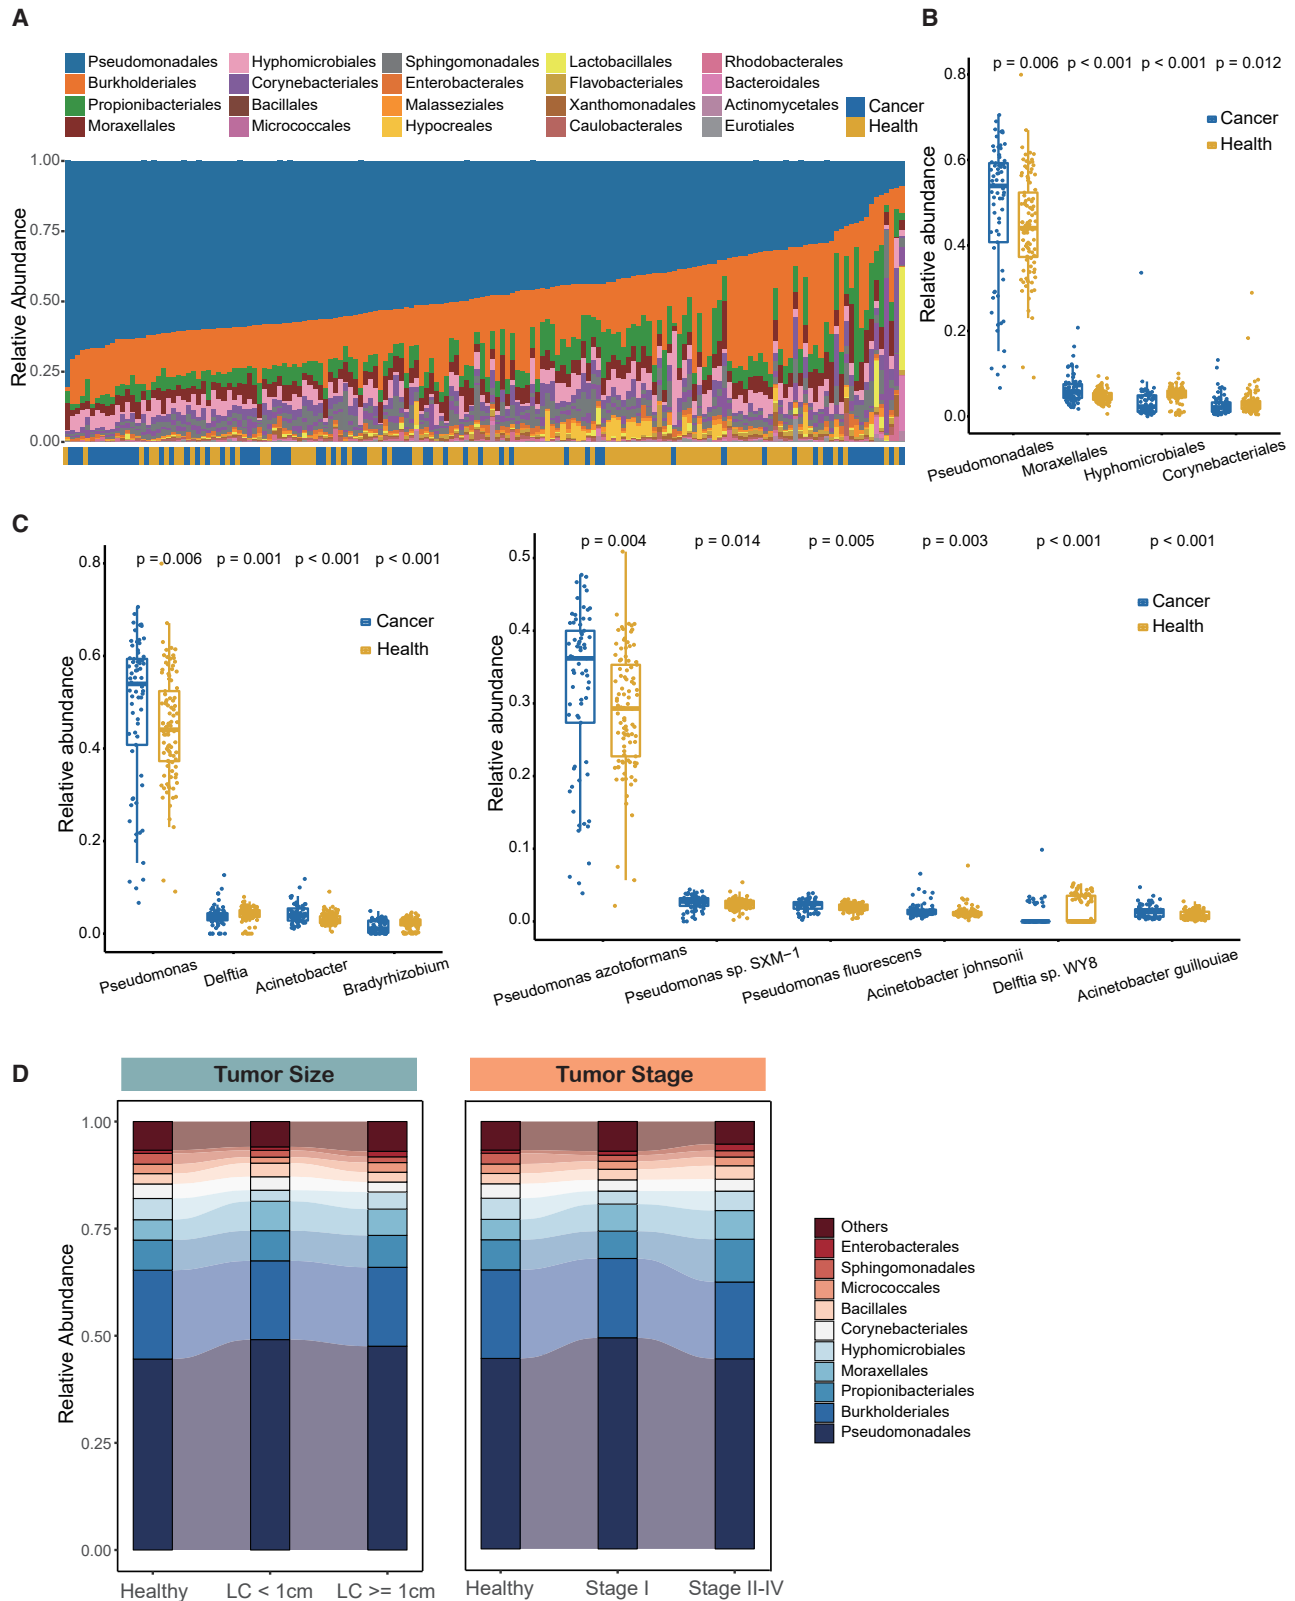 A
Pseudomonadales Hyphomicrobiales Sphingomonadales Lactobacillales Rhodobacterales
Burkholderiales Corynebacteriales Enterobacterales Flavobacteriales Bacteroidales
Propionibacteriales Bacillales Malasseziales Xanthomonadales Actinomycetales Cancer
Moraxellales Micrococcales Hypocreales Caulobacterales Eurotiales Health
Relative Abundance
1.00
0.75
0.50
0.25
0.00
B
p = 0.006 p < 0.001 p < 0.001 p = 0.012
Cancer
Health
Relative abundance
0.8
0.6
0.4
0.2
0.0
Pseudomonadales Moraxellales Hyphomicrobiales Corynebacteriales
C
p = 0.006 p = 0.001 p < 0.001 p < 0.001
Cancer
Health
Relative abundance
0.8
0.6
0.4
0.2
0.0
Pseudomonas Delftia Acinetobacter Bradyrhizobium
p = 0.004 p = 0.014 p = 0.005 p = 0.003 p < 0.001 p < 0.001
Cancer
Health
Relative abundance
0.5
0.4
0.3
0.2
0.1
0.0
Pseudomonas azotoformans Pseudomonas sp. SXM−1 Pseudomonas fluorescens Acinetobacter johnsonii Delftia sp. WY8 Acinetobacter guillouiae
D
Tumor Size
Relative Abundance
1.00
0.75
0.50
0.25
0.00
Healthy LC < 1cm LC >= 1cm
Tumor Stage
Healthy Stage I Stage II-IV
Others
Enterobacterales
Sphingomonadales
Micrococcales
Bacillales
Corynebacteriales
Hyphomicrobiales
Moraxellales
Propionibacteriales
Burkholderiales
Pseudomonadales